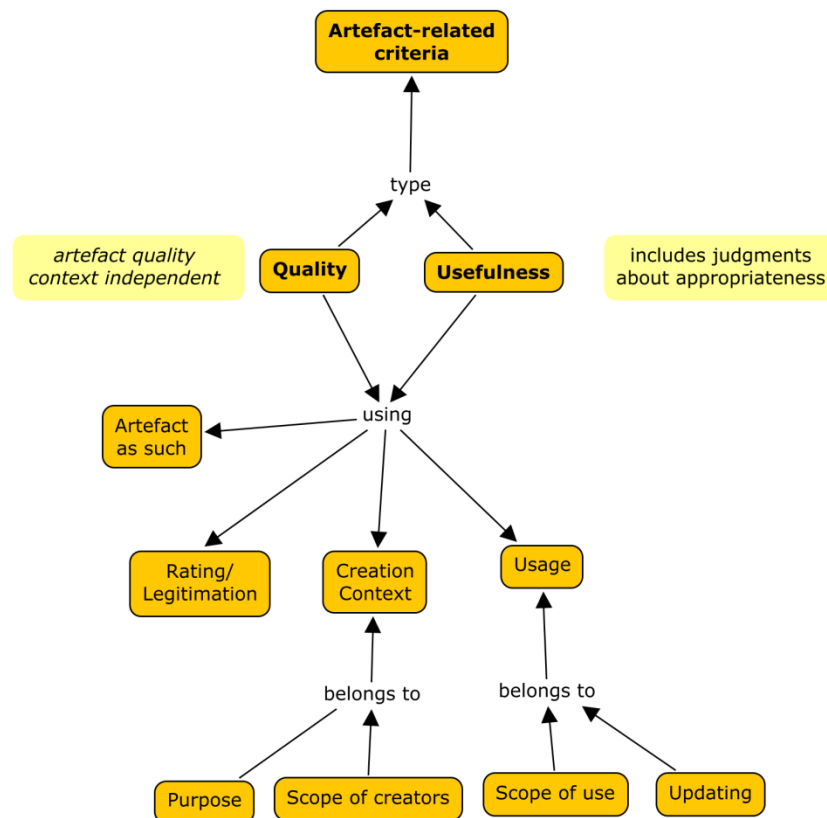 Artefact-related
criteria
type
artefact quality
context independent
Quality
Usefulness
includes judgments
about appropriateness
using
Artefact
as such
Rating/
Legitimation
Creation
Context
Usage
belongs to
belongs to
Purpose
Scope of creators
Scope of use
Updating